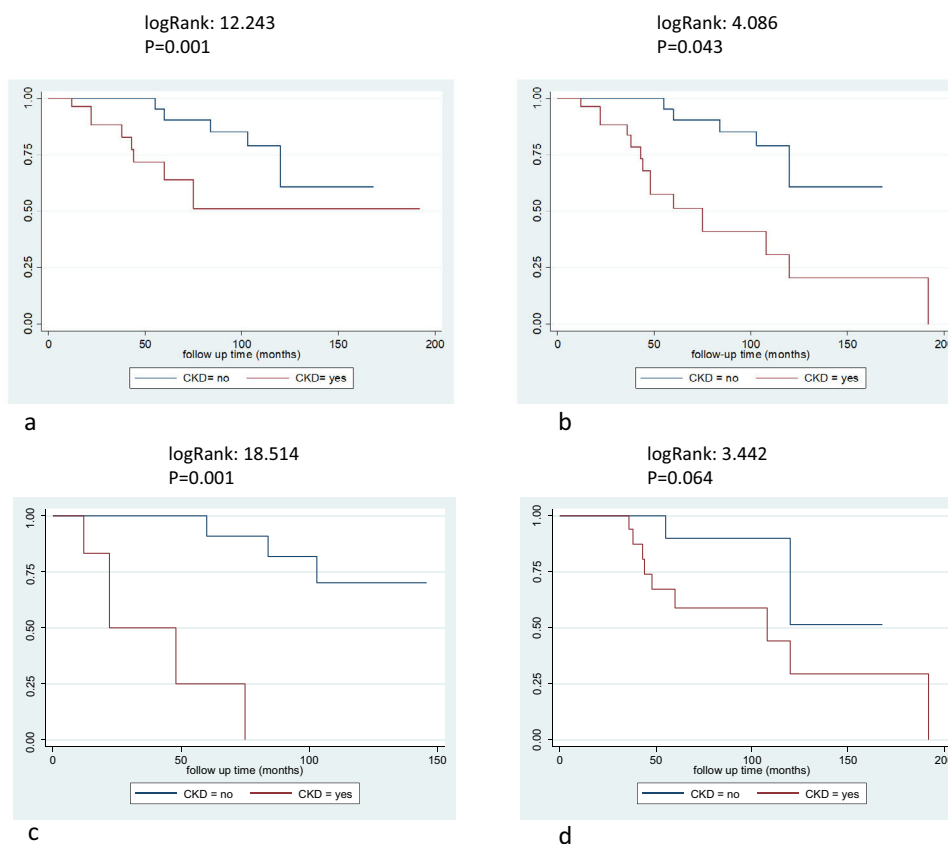 logRank: 12.243
P=0.001
1.00
0.75
0.50
0.25
0.00
0 50 100 150 200
follow up time (months)
CKD= no CKD= yes
a
logRank: 4.086
P=0.043
1.00
0.75
0.50
0.25
0.00
0 50 100 150
follow-up time (months)
CKD = no CKD = yes
b
logRank: 18.514
P=0.001
1.00
0.75
0.50
0.25
0.00
0 50 100 150
follow up time (months)
CKD = no CKD = yes
c
logRank: 3.442
P=0.064
1.00
0.75
0.50
0.25
0.00
0 50 100 150
follow up time (months)
CKD = no CKD = yes
d